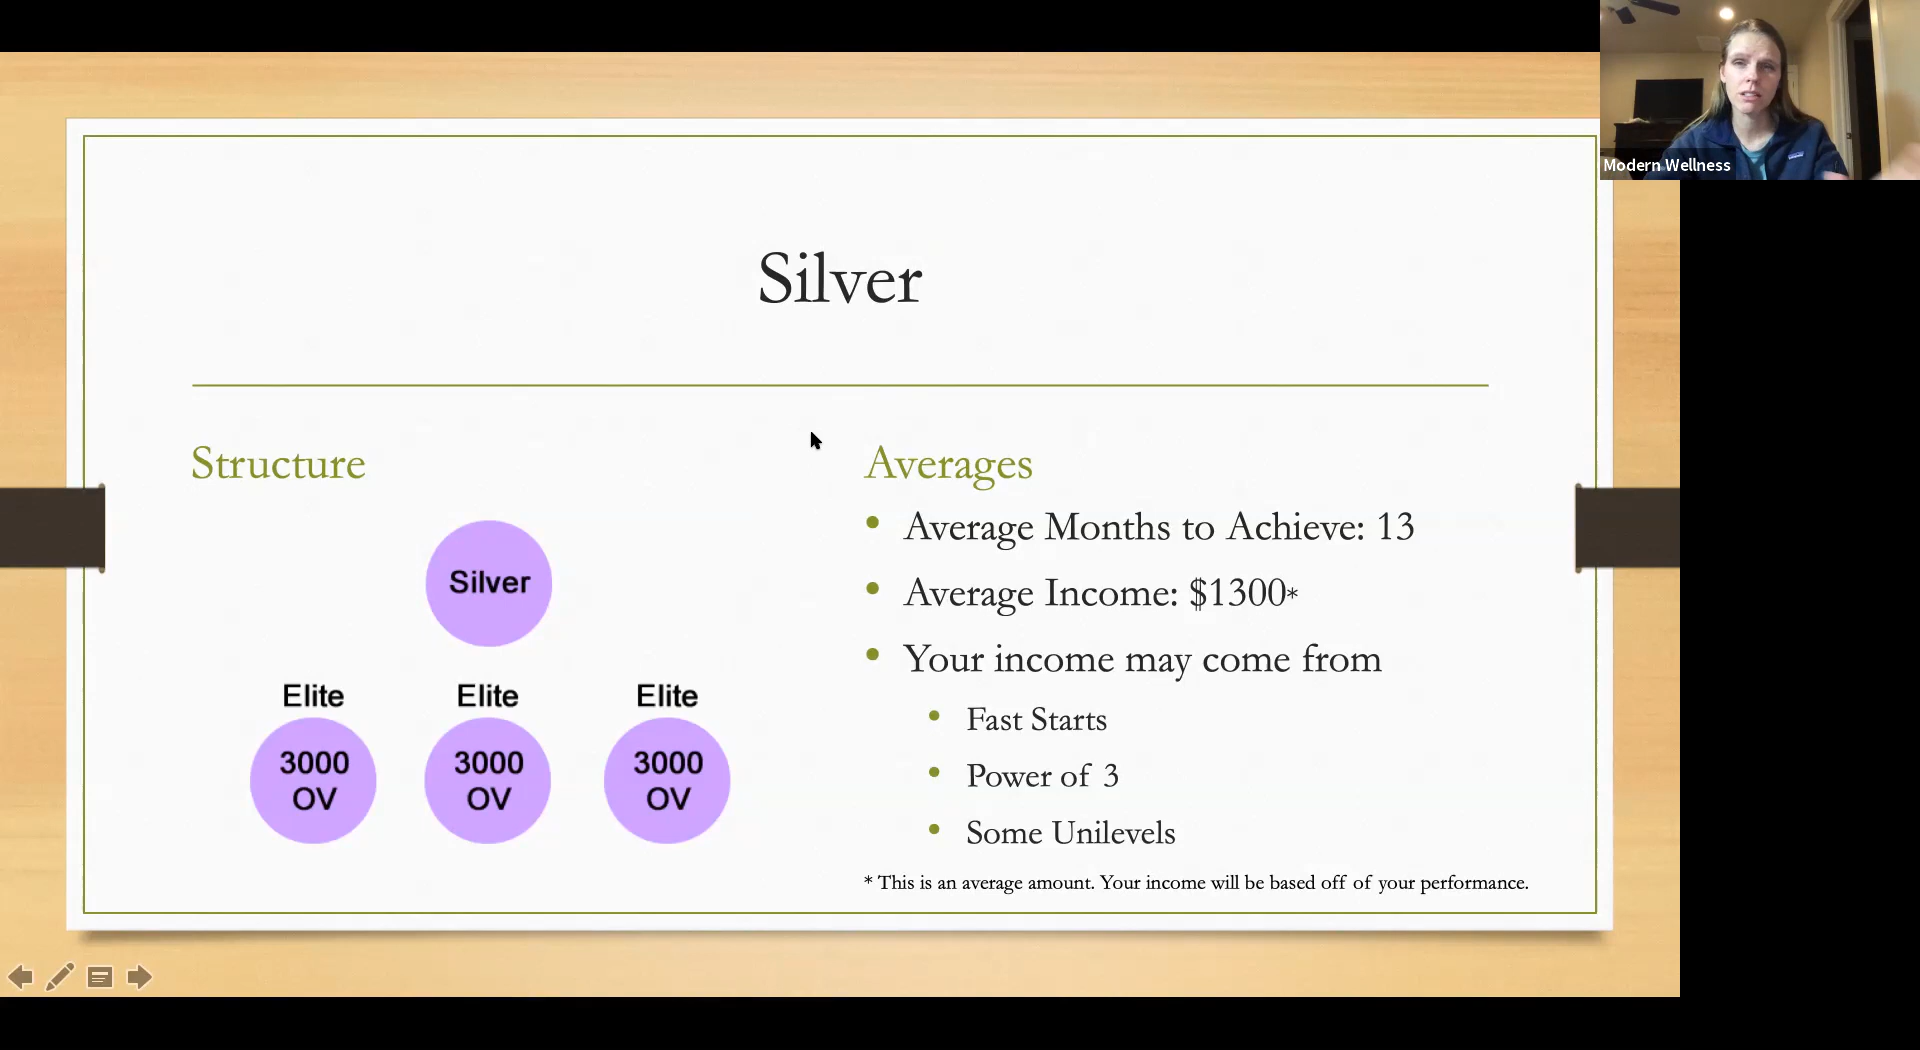 Modern Wellness
Silver
Structure
Silver
Elite Elite Elite
3000 3000 3000
OV OV OV
Averages
• Average Months to Achieve: 13
• Average Income: $1300*
• Your income may come from
• Fast Starts
• Power of 3
• Some Unilevels
* This is an average amount. Your income will be based off of your performance.